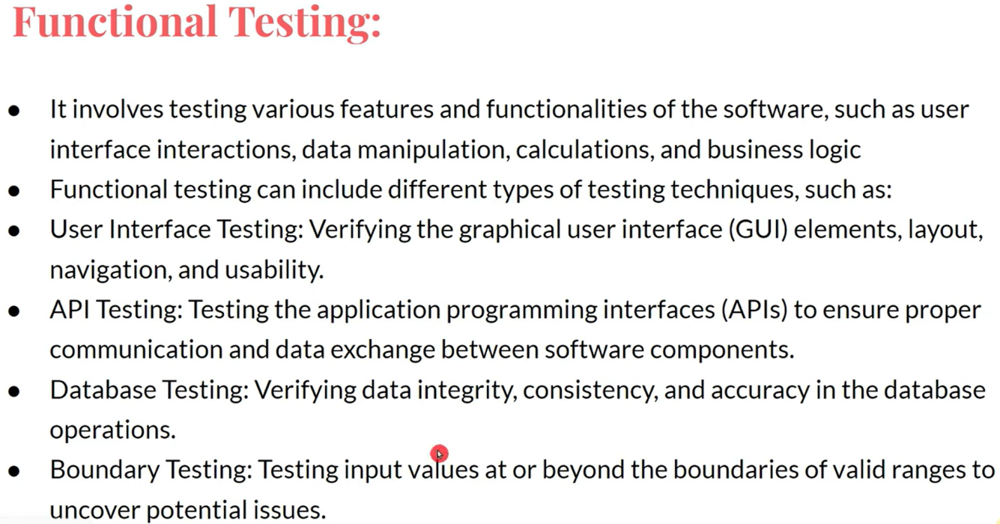 Functional Testing:
● It involves testing various features and functionalities of the software, such as user
interface interactions, data manipulation, calculations, and business logic
● Functional testing can include different types of testing techniques, such as:
● User Interface Testing: Verifying the graphical user interface (GUI) elements, layout,
navigation, and usability.
● API Testing: Testing the application programming interfaces (APIs) to ensure proper
communication and data exchange between software components.
● Database Testing: Verifying data integrity, consistency, and accuracy in the database
operations.
● Boundary Testing: Testing input values at or beyond the boundaries of valid ranges to
uncover potential issues.